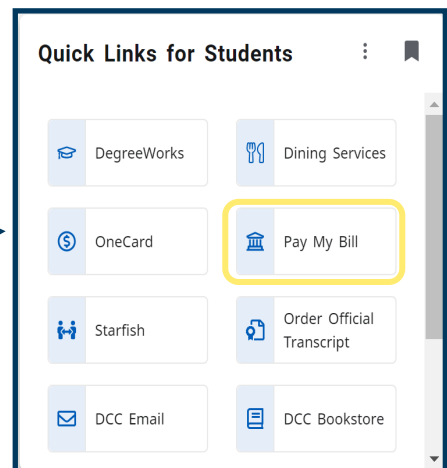 Quick Links for Students
DegreeWorks
Dining Services
OneCard
Pay My Bill
Starfish
Order Official
Transcript
DCC Email
DCC Bookstore